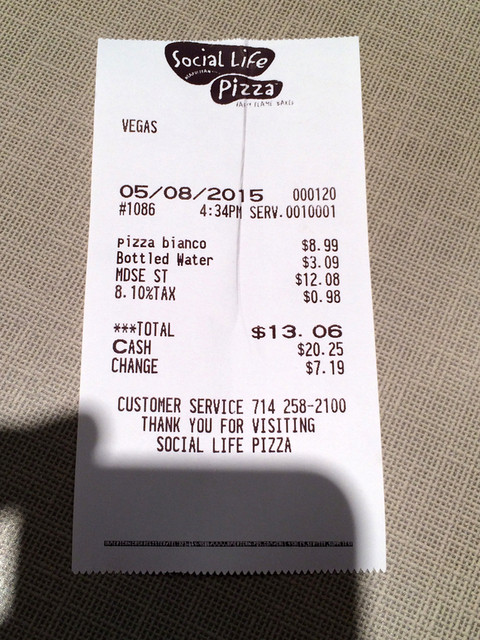 Social Life
NEAPOLITAN
Pizza
VEGAS
05/08/2015 000120
#1086 4:34PM SERV.0010001
pizza bianco $8.99
Bottled Water $3.09
MDSE ST $12.08
8.10%TAX $0.98
***TOTAL $13.06
CASH $20.25
CHANGE $7.19
CUSTOMER SERVICE 714 258-2100
THANK YOU FOR VISITING
SOCIAL LIFE PIZZA